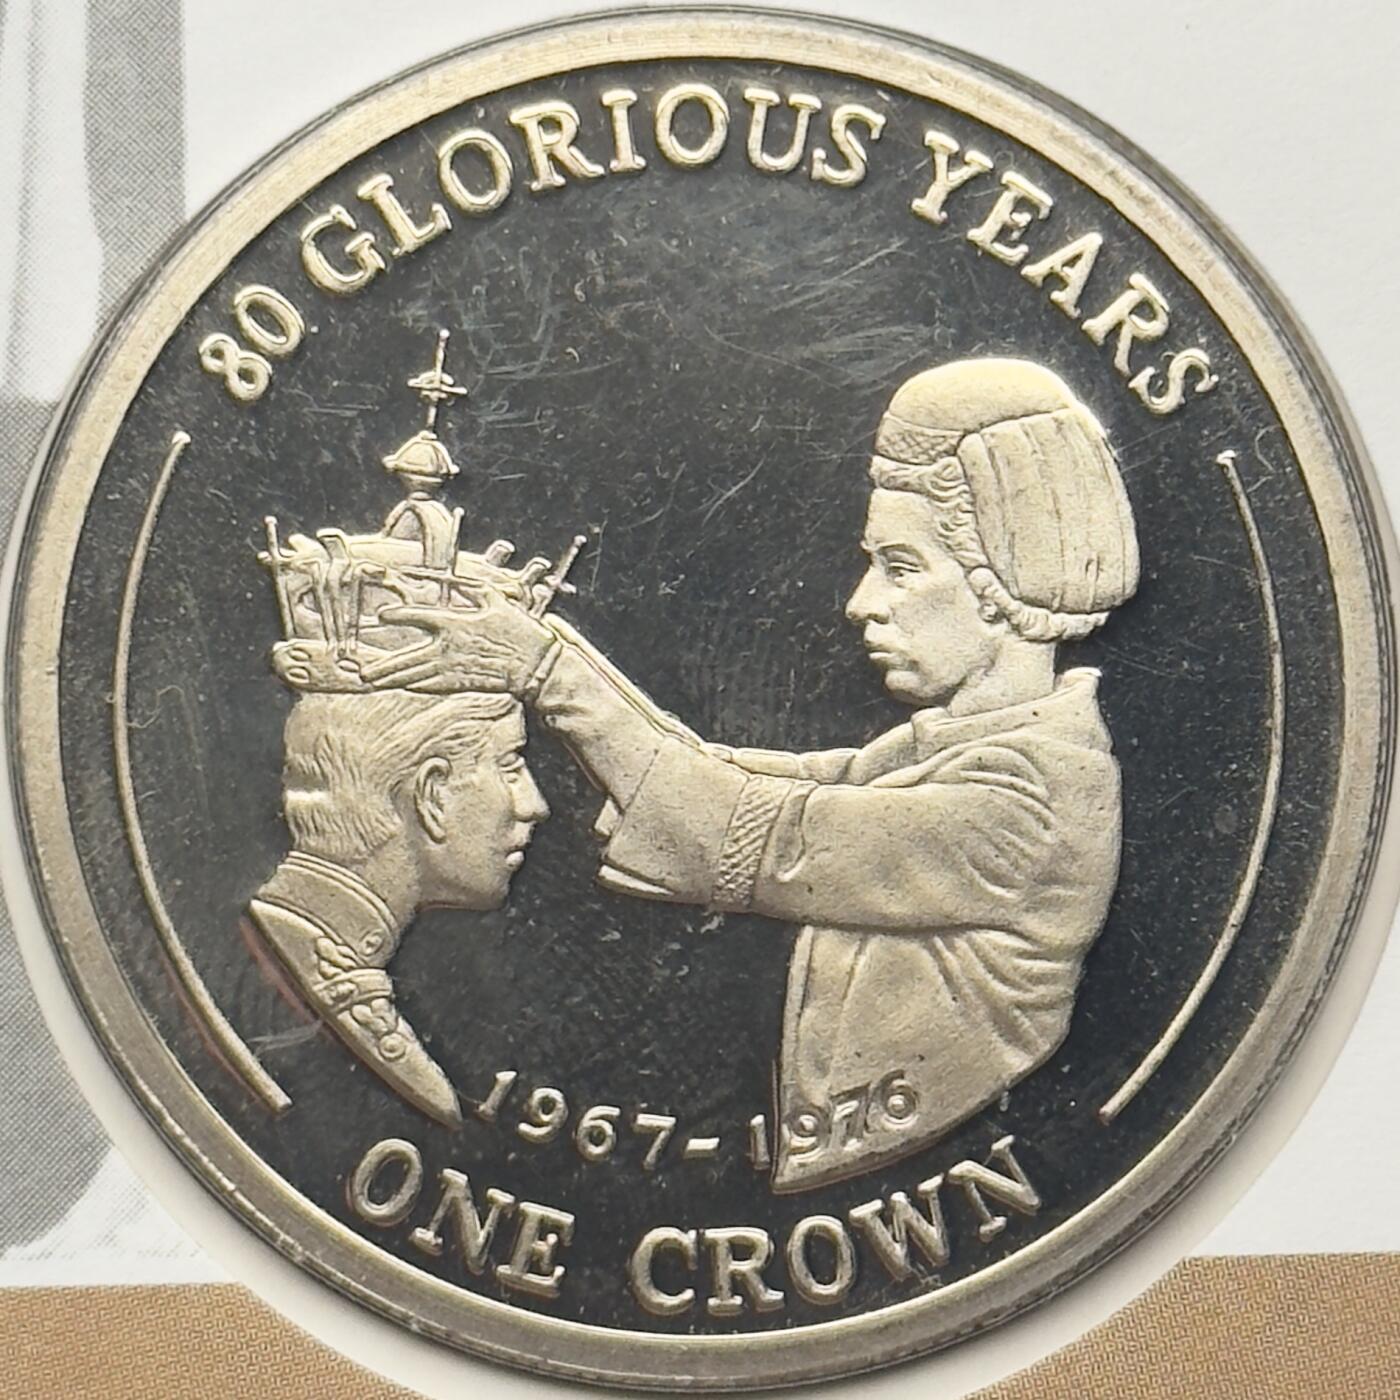 80 GLORIOUS YEARS
1967-1976
ONE CROWN